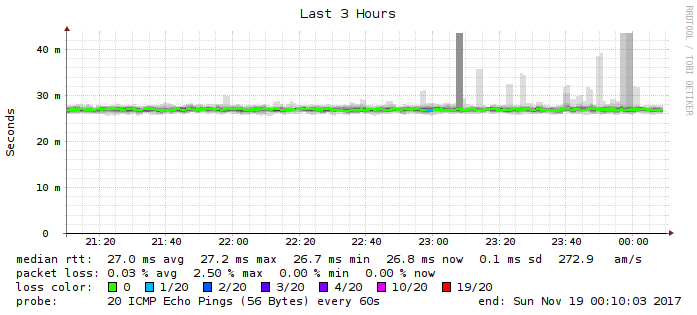 Last 3 Hours
RRDTOOL / TOBI OETIKER
Seconds
40 m
30 m
20 m
10 m
0
21:20 21:40 22:00 22:20 22:40 23:00 23:20 23:40 00:00
median rtt: 27.0 ms avg 27.2 ms max 26.7 ms min 26.8 ms now 0.1 ms sd 272.9 am/s
packet loss: 0.03 % avg 2.50 % max 0.00 % min 0.00 % now
loss color: 0 1/20 2/20 3/20 4/20 10/20 19/20
probe: 20 ICMP Echo Pings (56 Bytes) every 60s end: Sun Nov 19 00:10:03 2017